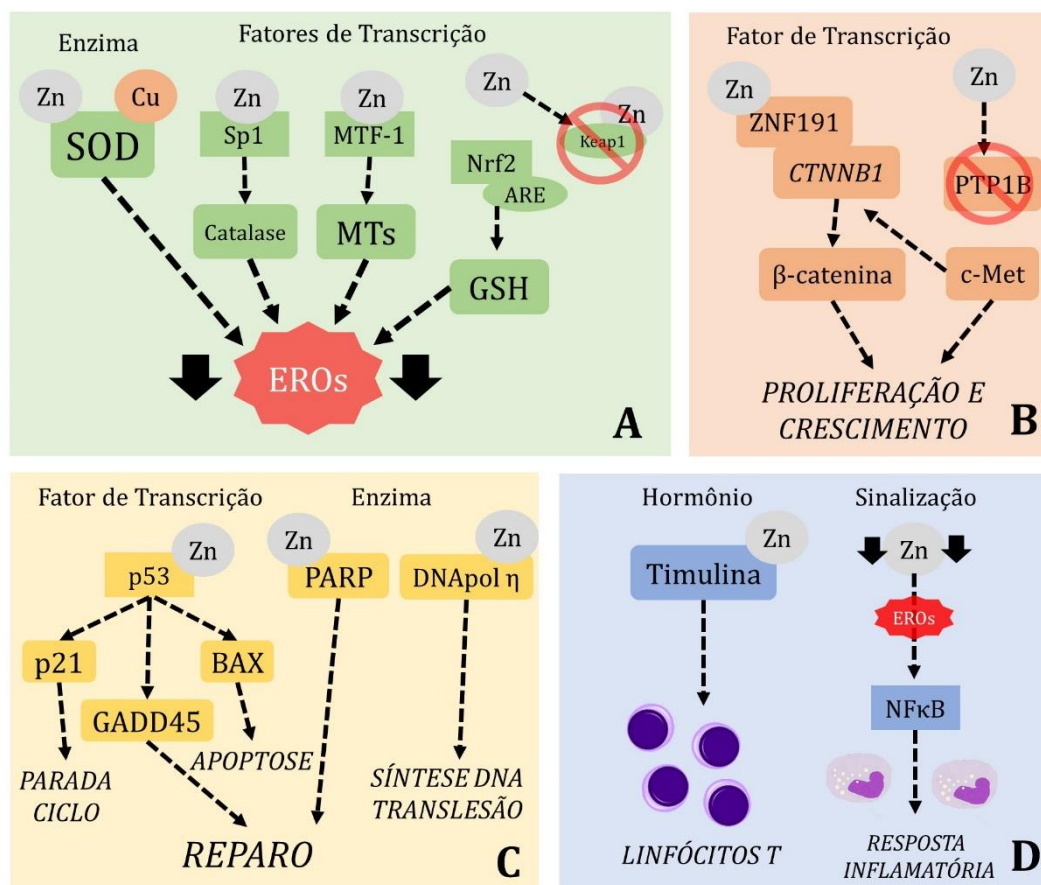 Enzima
Fatores de Transcrição
Zn
Cu
SOD
Zn
Sp1
Catalase
Zn
MTF-1
MTs
Zn
Zn
Keap1
Nrf2
ARE
GSH
EROs
A
Fator de Transcrição
Zn
ZNF191
CTNNB1
β-catenina
Zn
PTP1B
c-Met
PROLIFERAÇÃO E
CRESCIMENTO
B
Fator de Transcrição
Enzima
Zn
p53
p21
GADD45
BAX
PARADA
CICLO
APOPTOSE
Zn
PARP
Zn
DNApol η
SÍNTESE DNA
TRANSLESÃO
REPARO
C
Hormônio
Sinalização
Zn
Timulina
LINFÓCITOS T
Zn
EROs
NFκB
RESPOSTA
INFLAMATÓRIA
D